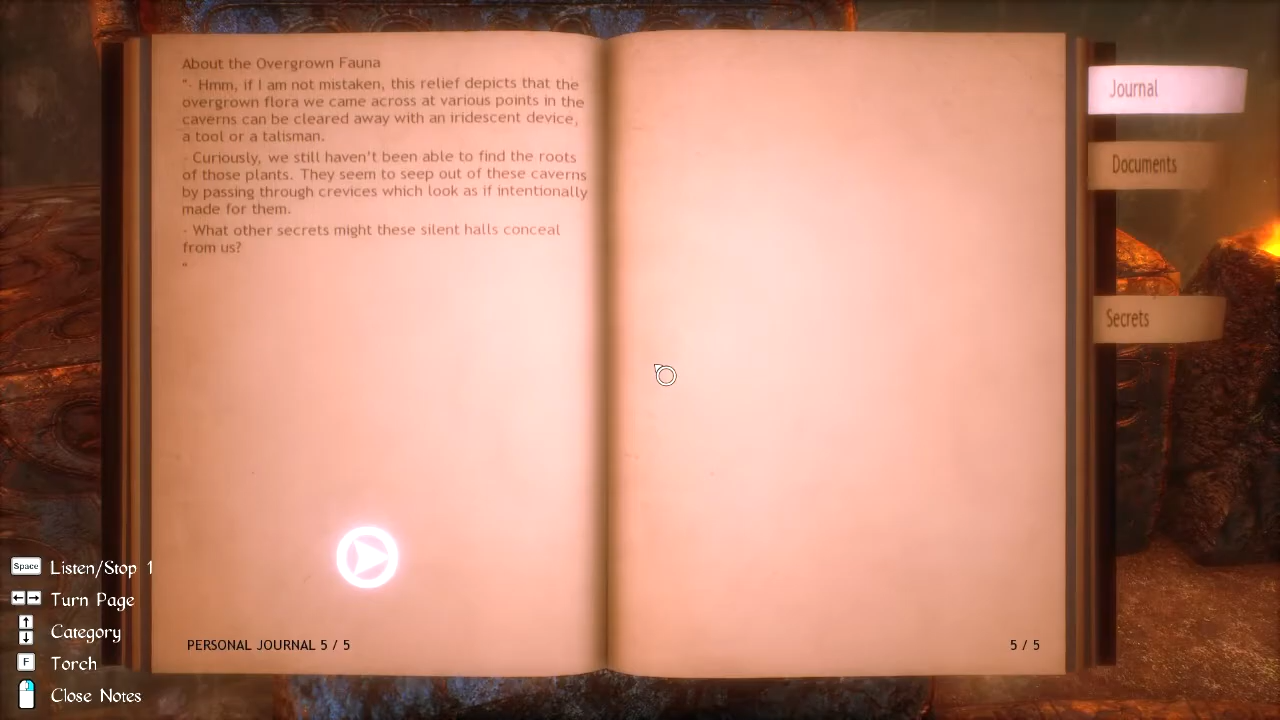 About the Overgrown Fauna
"- Hmm, if I am not mistaken, this relief depicts that the
overgrown flora we came across at various points in the
caverns can be cleared away with an iridescent device,
a tool or a talisman.
- Curiously, we still haven't been able to find the roots
of those plants. They seem to seep out of these caverns
by passing through crevices which look as if intentionally
made for them.
- What other secrets might these silent halls conceal
from us?
"
PERSONAL JOURNAL 5 / 5
5 / 5
Journal
Documents
Secrets
Space Listen/Stop 1
Turn Page
Category
F Torch
Close Notes